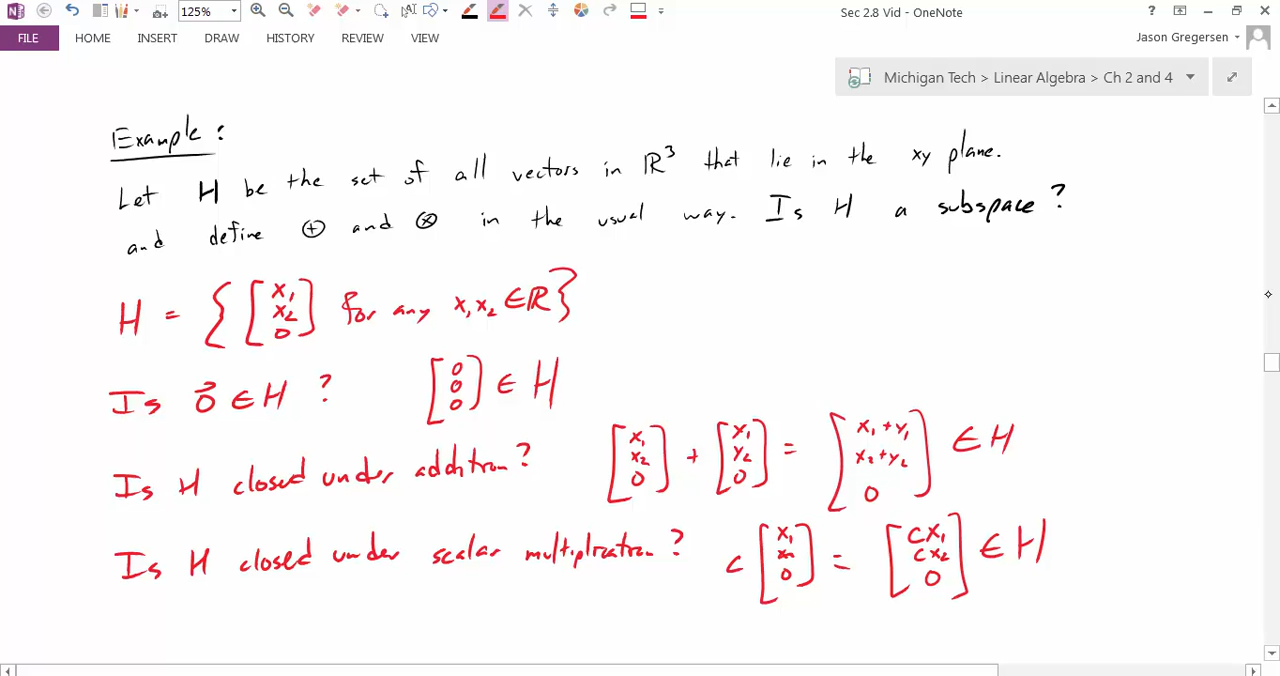 125%
Sec 2.8 Vid - OneNote
?
Jason Gregersen
FILE HOME INSERT DRAW HISTORY REVIEW VIEW
Michigan Tech > Linear Algebra > Ch 2 and 4
Example:
Let H be the set of all vectors in ℝ³ that lie in the xy plane.
and define ⊕ and ⊗ in the usual way. Is H a subspace?
H = { [x₁ x₂ 0] for any x₁x₂ ∈ ℝ }
Is 0⃗ ∈ H ? [0 0 0] ∈ H
Is H closed under addition? [x₁ x₂ 0] + [y₁ y₂ 0] = [x₁+y₁ x₂+y₂ 0] ∈ H
Is H closed under scalar multiplication? c [x₁ x₂ 0] = [cx₁ cx₂ 0] ∈ H